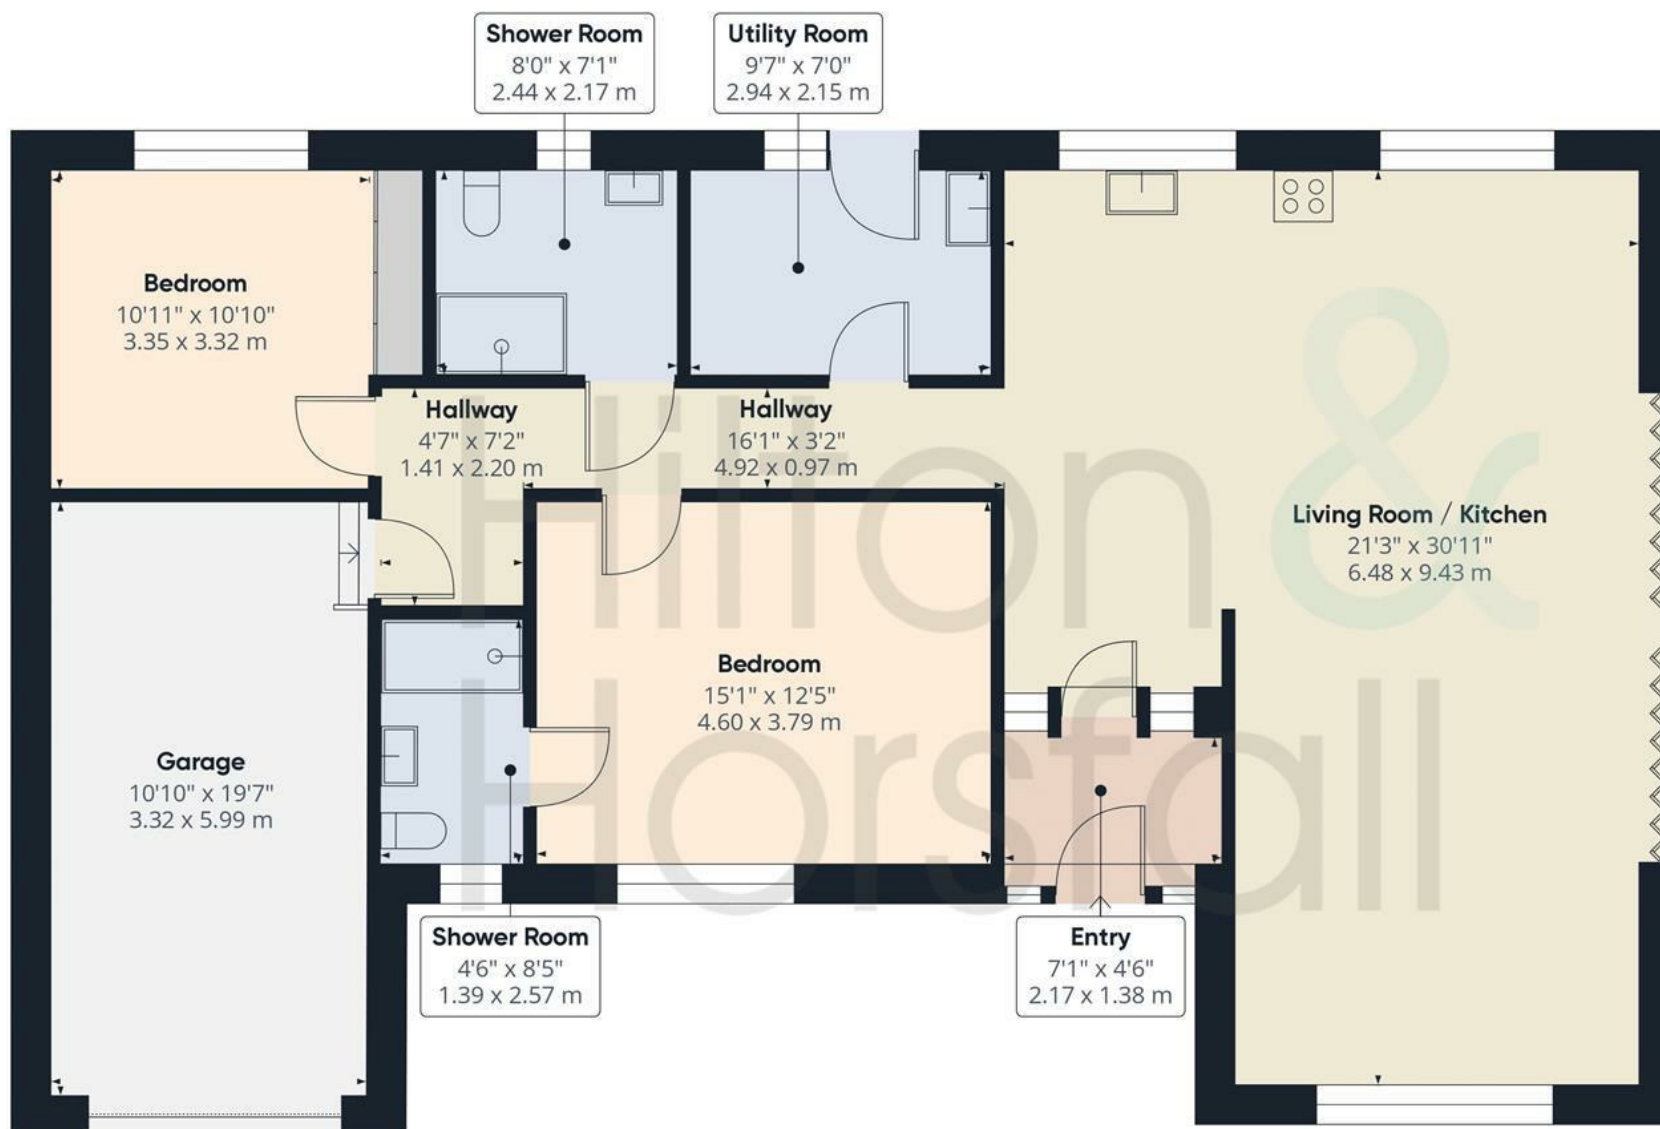 Shower Room
8'0" x 7'1"
2.44 x 2.17 m
Utility Room
9'7" x 7'0"
2.94 x 2.15 m
Bedroom
10'11" x 10'10"
3.35 x 3.32 m
Hallway
4'7" x 7'2"
1.41 x 2.20 m
Hallway
16'1" x 3'2"
4.92 x 0.97 m
Living Room / Kitchen
21'3" x 30'11"
6.48 x 9.43 m
Bedroom
15'1" x 12'5"
4.60 x 3.79 m
Garage
10'10" x 19'7"
3.32 x 5.99 m
Shower Room
4'6" x 8'5"
1.39 x 2.57 m
Entry
7'1" x 4'6"
2.17 x 1.38 m
Hilton &
Horsfall